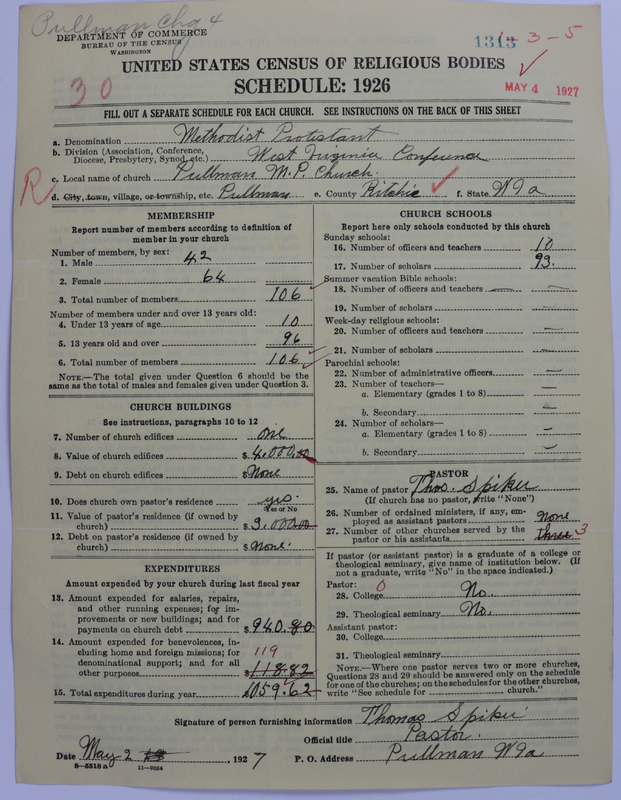 Pullman Chg 4
DEPARTMENT OF COMMERCE
BUREAU OF THE CENSUS
WASHINGTON
1313 1 3-5
UNITED STATES CENSUS OF RELIGIOUS BODIES
SCHEDULE: 1926
30
MAY 4 1927
FILL OUT A SEPARATE SCHEDULE FOR EACH CHURCH. SEE INSTRUCTIONS ON THE BACK OF THIS SHEET
a. Denomination Methodist Protestant
b. Division (Association, Conference, Diocese, Presbytery, Synod, etc.) West Virginia Conference
c. Local name of church Pullman M.P. Church.
R
d. City, town, village, or township, etc. Pullman e. County Ritchie f. State W Va
MEMBERSHIP
Report number of members according to definition of member in your church
Number of members, by sex:
1. Male 42
2. Female 64
3. Total number of members 106
Number of members under and over 13 years old:
4. Under 13 years of age 10
5. 13 years old and over 96
6. Total number of members 106
NOTE.—The total given under Question 6 should be the same as the total of males and females given under Question 3.
CHURCH BUILDINGS
See instructions, paragraphs 10 to 12
7. Number of church edifices one
8. Value of church edifices $ 4.000.00
9. Debt on church edifices $ None
10. Does church own pastor's residence yes.
Yes or No
11. Value of pastor's residence (if owned by church) $ 3.000.00
12. Debt on pastor's residence (if owned by church) $ None.
EXPENDITURES
Amount expended by your church during last fiscal year
13. Amount expended for salaries, repairs, and other running expenses; for improvements or new buildings; and for payments on church debt $ 940.80
14. Amount expended for benevolences, including home and foreign missions; for denominational support; and for all other purposes 119 $ 118.82
15. Total expenditures during year $ 1059.62
CHURCH SCHOOLS
Report here only schools conducted by this church
Sunday schools:
16. Number of officers and teachers 10
17. Number of scholars 93.
Summer vacation Bible schools:
18. Number of officers and teachers —
19. Number of scholars —
Week-day religious schools:
20. Number of officers and teachers —
21. Number of scholars —
Parochial schools:
22. Number of administrative officers —
23. Number of teachers—
a. Elementary (grades 1 to 8) —
b. Secondary —
24. Number of scholars—
a. Elementary (grades 1 to 8) —
b. Secondary —
PASTOR
25. Name of pastor Thos. Spiker
(If church has no pastor, write "None")
26. Number of ordained ministers, if any, employed as assistant pastors none
27. Number of other churches served by the pastor or his assistants three 3
If pastor (or assistant pastor) is a graduate of a college or theological seminary, give name of institution below. (If not a graduate, write "No" in the space indicated.)
Pastor: 0
28. College No.
29. Theological seminary No.
Assistant pastor:
30. College
31. Theological seminary
NOTE.—Where one pastor serves two or more churches, Questions 28 and 29 should be answered only on the schedule for one of the churches; on the schedules for the other churches, write "See schedule for ____ church."
Signature of person furnishing information Thomas Spiker
Official title Pastor.
Date May 2, 1927 P. O. Address Pullman W Va
8-5518a 11-9064